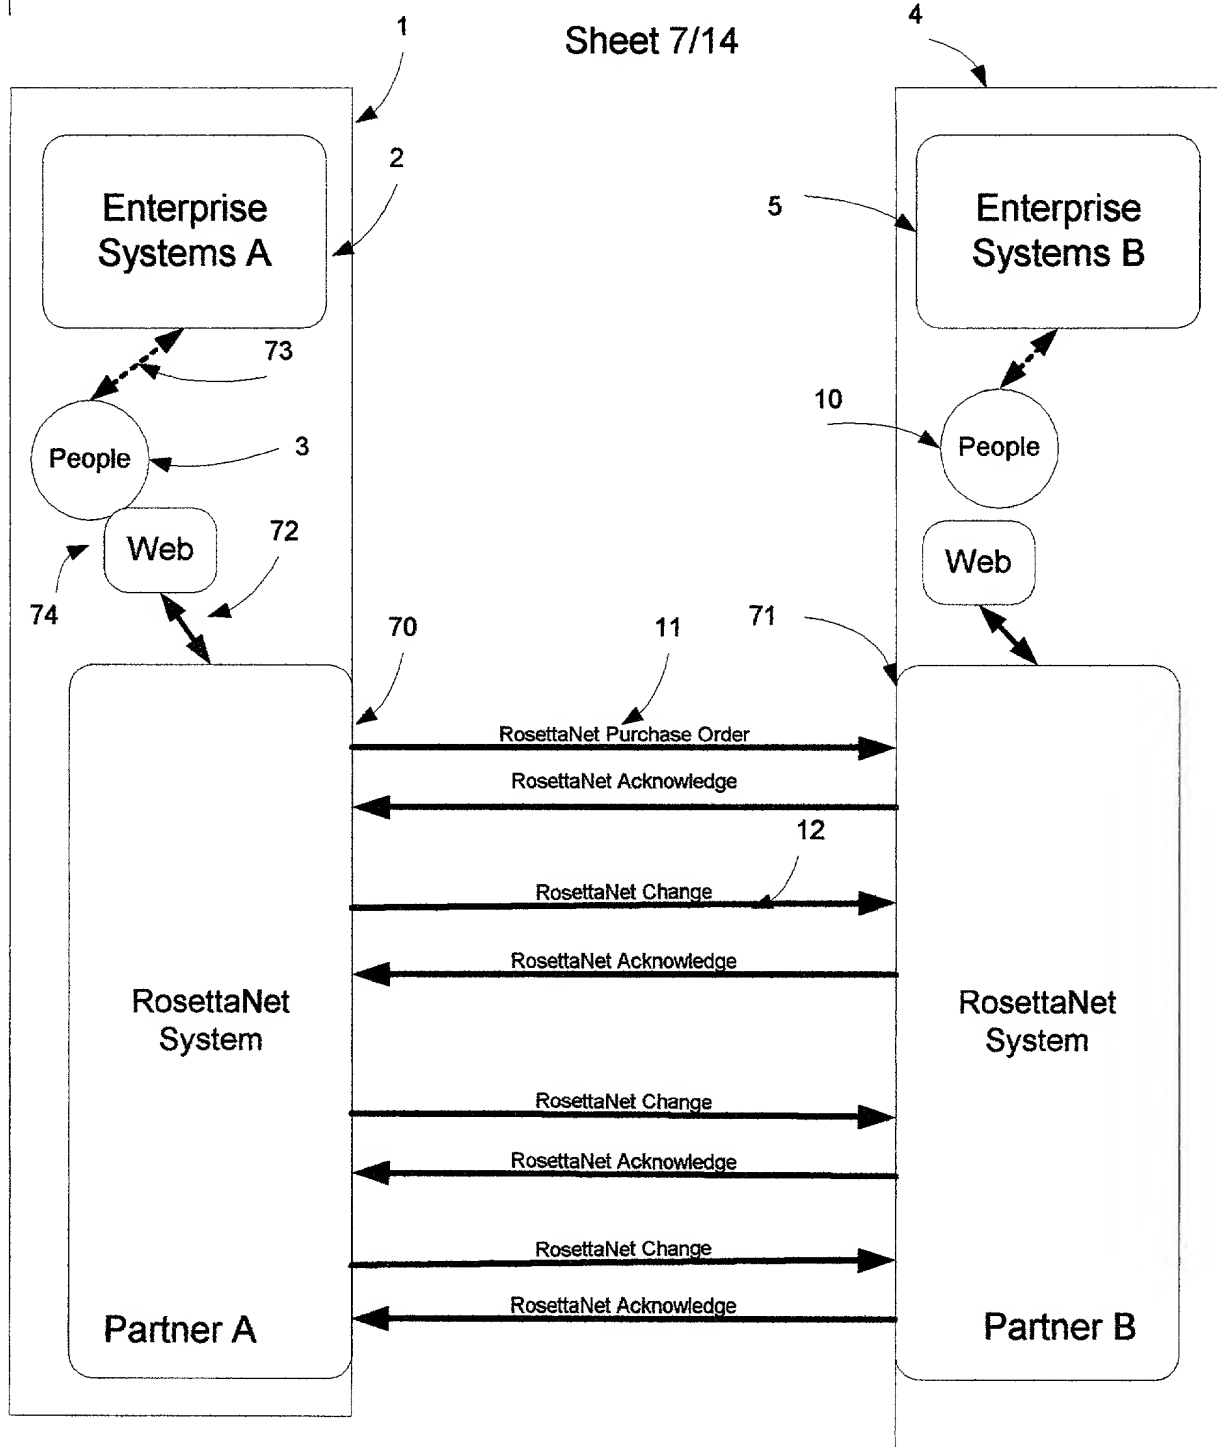 Sheet 7/14
1
4
2
5
Enterprise
Systems A
Enterprise
Systems B
73
10
People
3
People
Web
72
Web
74
70
11
71
RosettaNet Purchase Order
RosettaNet Acknowledge
12
RosettaNet Change
RosettaNet Acknowledge
RosettaNet
System
RosettaNet
System
RosettaNet Change
RosettaNet Acknowledge
RosettaNet Change
RosettaNet Acknowledge
Partner A
Partner B